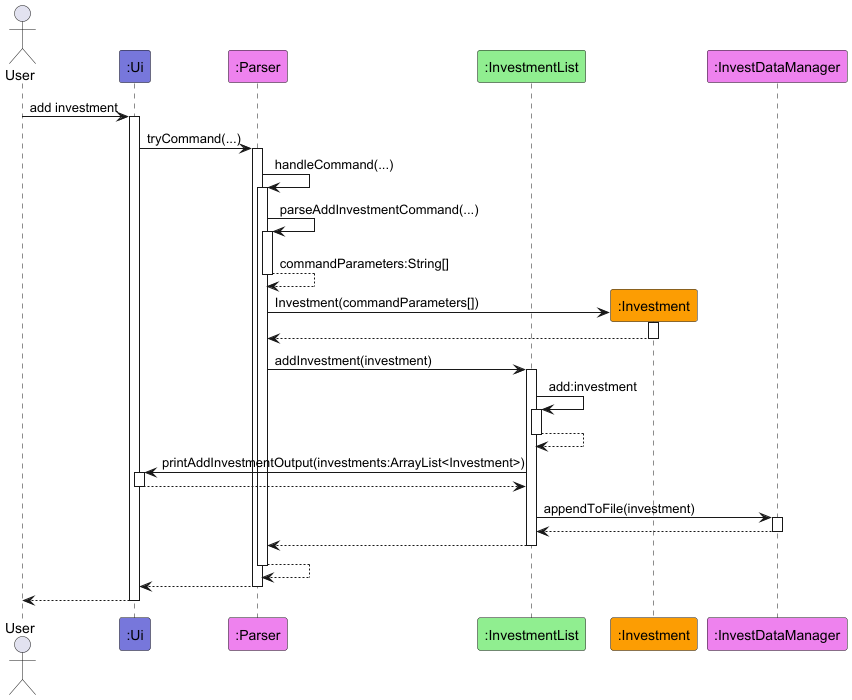 User
:Ui
:Parser
:InvestmentList
:InvestDataManager
add investment
tryCommand(...)
handleCommand(...)
parseAddInvestmentCommand(...)
commandParameters:String[]
Investment(commandParameters[])
:Investment
addInvestment(investment)
add:investment
printAddInvestmentOutput(investments:ArrayList<Investment>)
appendToFile(investment)
User
:Ui
:Parser
:InvestmentList
:Investment
:InvestDataManager